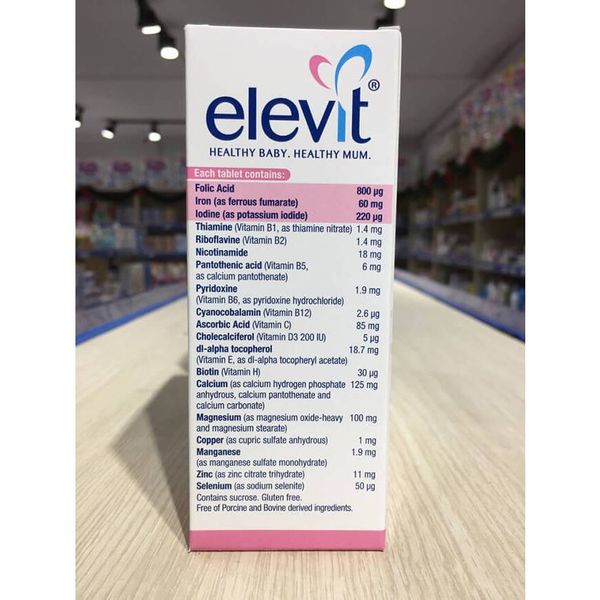 elevit®
HEALTHY BABY. HEALTHY MUM.
Each tablet contains:
Folic Acid 800 µg
Iron (as ferrous fumarate) 60 mg
Iodine (as potassium iodide) 220 µg
Thiamine (Vitamin B1, as thiamine nitrate) 1.4 mg
Riboflavine (Vitamin B2) 1.4 mg
Nicotinamide 18 mg
Pantothenic acid (Vitamin B5, 6 mg
as calcium pantothenate)
Pyridoxine 1.9 mg
(Vitamin B6, as pyridoxine hydrochloride)
Cyanocobalamin (Vitamin B12) 2.6 µg
Ascorbic Acid (Vitamin C) 85 mg
Cholecalciferol (Vitamin D3 200 IU) 5 µg
dl-alpha tocopherol 18.7 mg
(Vitamin E, as dl-alpha tocopheryl acetate)
Biotin (Vitamin H) 30 µg
Calcium (as calcium hydrogen phosphate 125 mg
anhydrous, calcium pantothenate and
calcium carbonate)
Magnesium (as magnesium oxide-heavy 100 mg
and magnesium stearate)
Copper (as cupric sulfate anhydrous) 1 mg
Manganese 1.9 mg
(as manganese sulfate monohydrate)
Zinc (as zinc citrate trihydrate) 11 mg
Selenium (as sodium selenite) 50 µg
Contains sucrose. Gluten free.
Free of Porcine and Bovine derived ingredients.